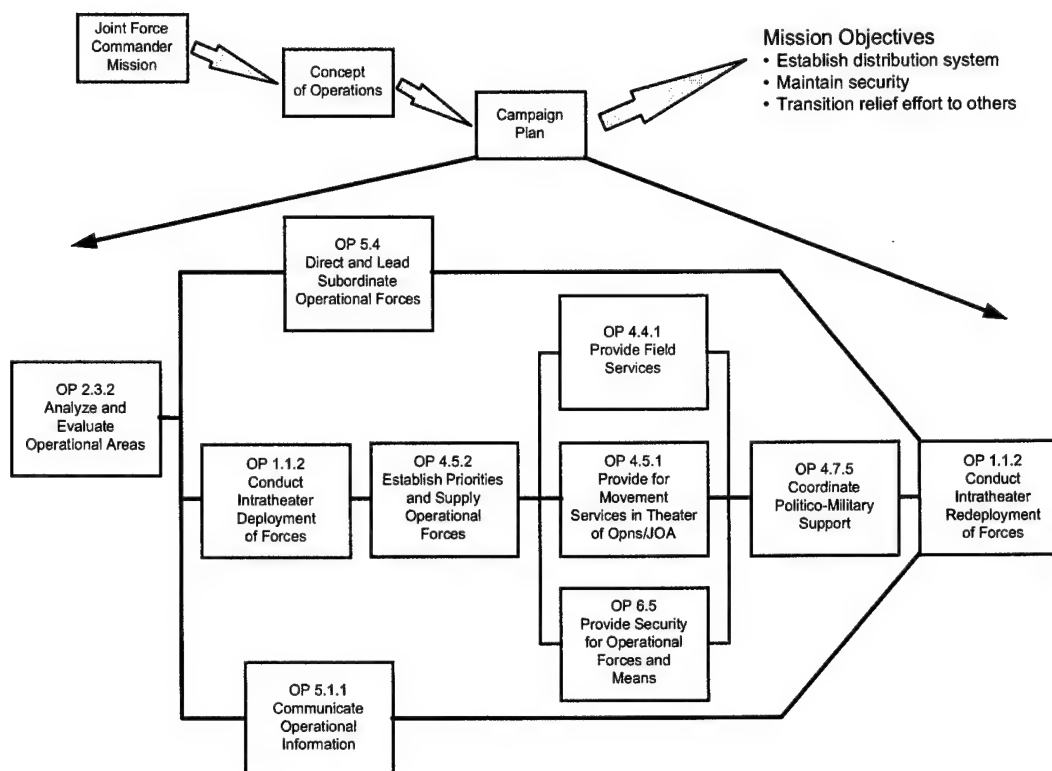 Joint Force
Commander
Mission
Concept
of Operations
Campaign
Plan
Mission Objectives
• Establish distribution system
• Maintain security
• Transition relief effort to others
OP 5.4
Direct and Lead
Subordinate
Operational Forces
OP 2.3.2
Analyze and
Evaluate
Operational Areas
OP 1.1.2
Conduct
Intratheater
Deployment
of Forces
OP 4.5.2
Establish Priorities
and Supply
Operational
Forces
OP 4.4.1
Provide Field
Services
OP 4.5.1
Provide for
Movement
Services in Theater
of Opns/JOA
OP 6.5
Provide Security
for Operational
Forces and
Means
OP 4.7.5
Coordinate
Politico-Military
Support
OP 1.1.2
Conduct
Intratheater
Redeployment
of Forces
OP 5.1.1
Communicate
Operational
Information